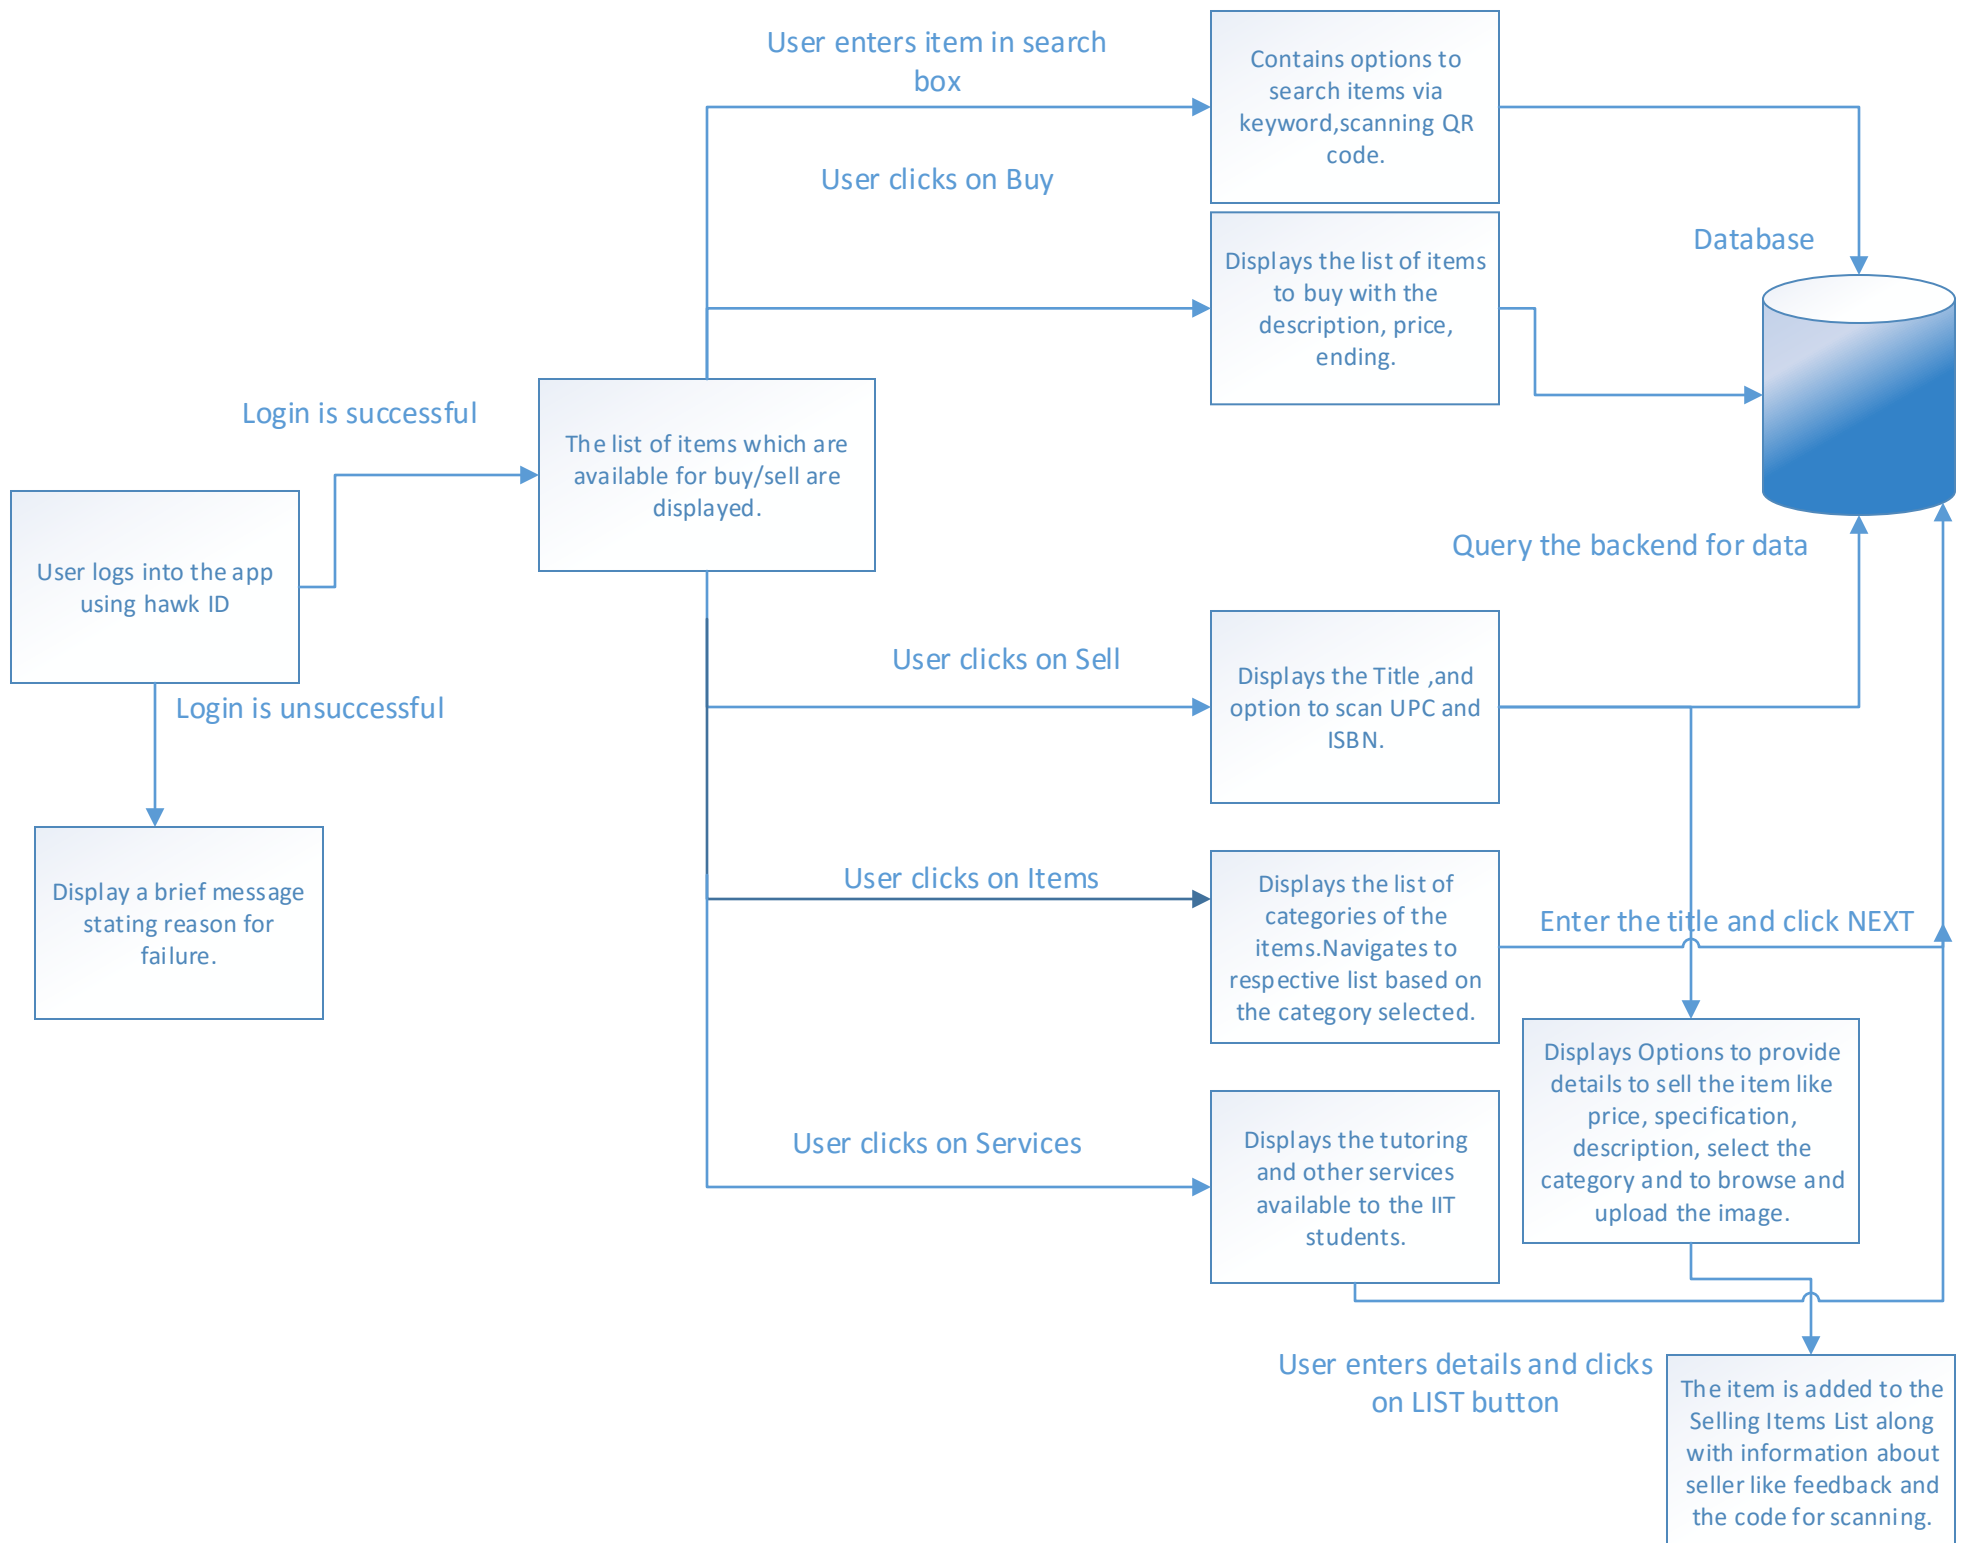 User enters item in search
box
Contains options to
search items via
keyword,scanning QR
code.
User clicks on Buy
Displays the list of items
to buy with the
description, price,
ending.
Database
Login is successful
The list of items which are
available for buy/sell are
displayed.
User logs into the app
using hawk ID
Login is unsuccessful
Display a brief message
stating reason for
failure.
Query the backend for data
User clicks on Sell
Displays the Title ,and
option to scan UPC and
ISBN.
User clicks on Items
Displays the list of
categories of the
items.Navigates to
respective list based on
the category selected.
Enter the title and click NEXT
Displays Options to provide
details to sell the item like
price, specification,
description, select the
category and to browse and
upload the image.
User clicks on Services
Displays the tutoring
and other services
available to the IIT
students.
User enters details and clicks
on LIST button
The item is added to the
Selling Items List along
with information about
seller like feedback and
the code for scanning.